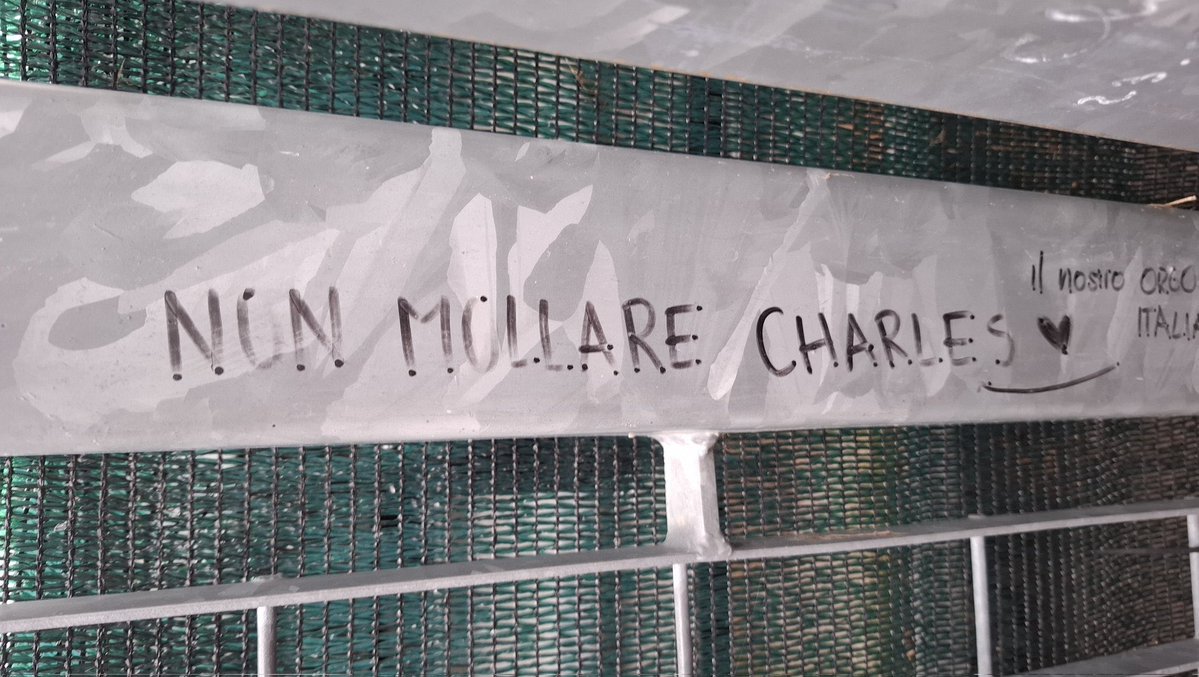 NON MOLLARE CHARLES ♥
Il nostro